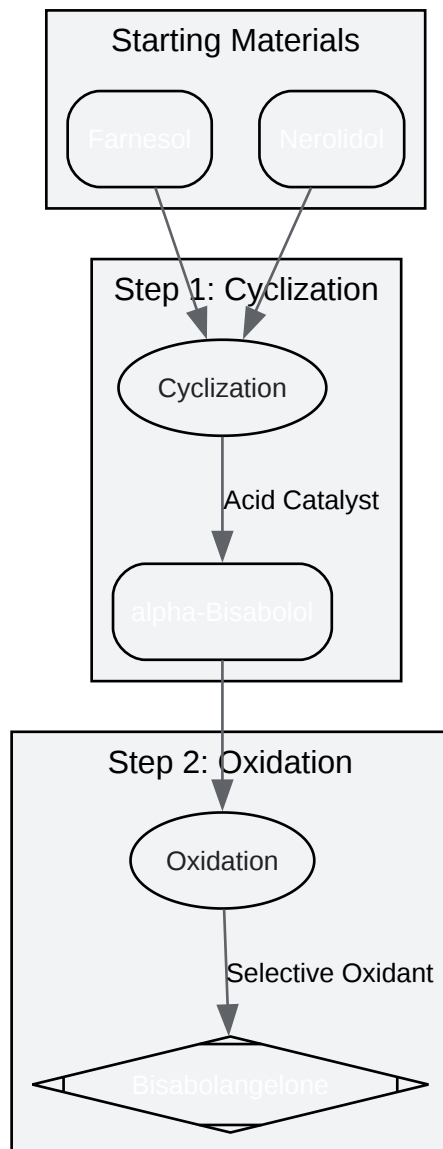 Starting Materials
Farnesol
Nerolidol
Step 1: Cyclization
Cyclization
Acid Catalyst
alpha-Bisabolol
Step 2: Oxidation
Oxidation
Selective Oxidant
Bisabolangelone